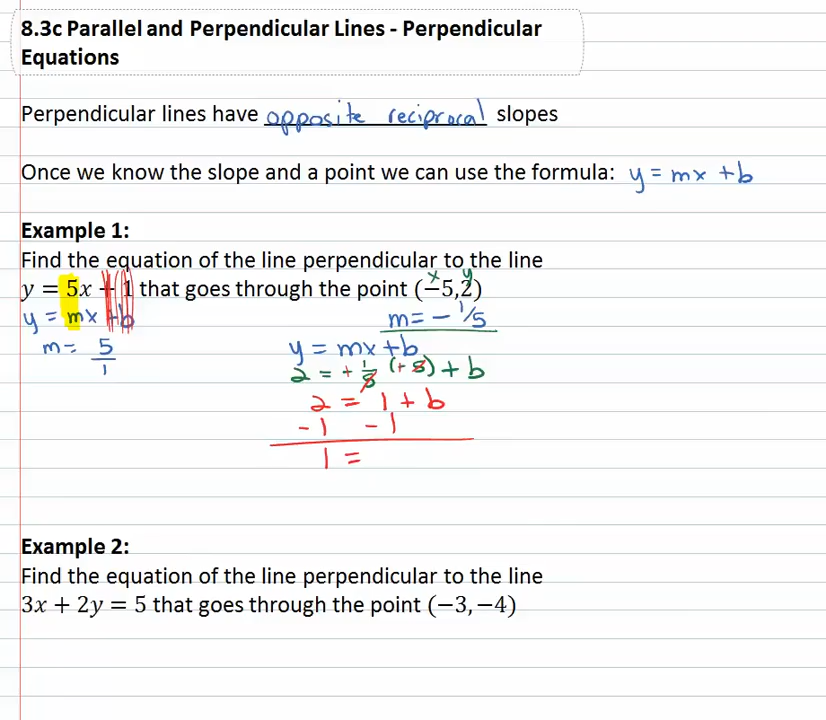 8.3c Parallel and Perpendicular Lines - Perpendicular
Equations
Perpendicular lines have opposite reciprocal slopes
Once we know the slope and a point we can use the formula: y = mx + b
Example 1:
Find the equation of the line perpendicular to the line
y = 5x + 1 that goes through the point (−5,2)
x y
y = mx + b
m = 5/1
m = - 1/5
y = mx + b
2 = + 1/5 (+ 5) + b
2 = 1 + b
- 1 - 1
1 =
Example 2:
Find the equation of the line perpendicular to the line
3x + 2y = 5 that goes through the point (−3, −4)